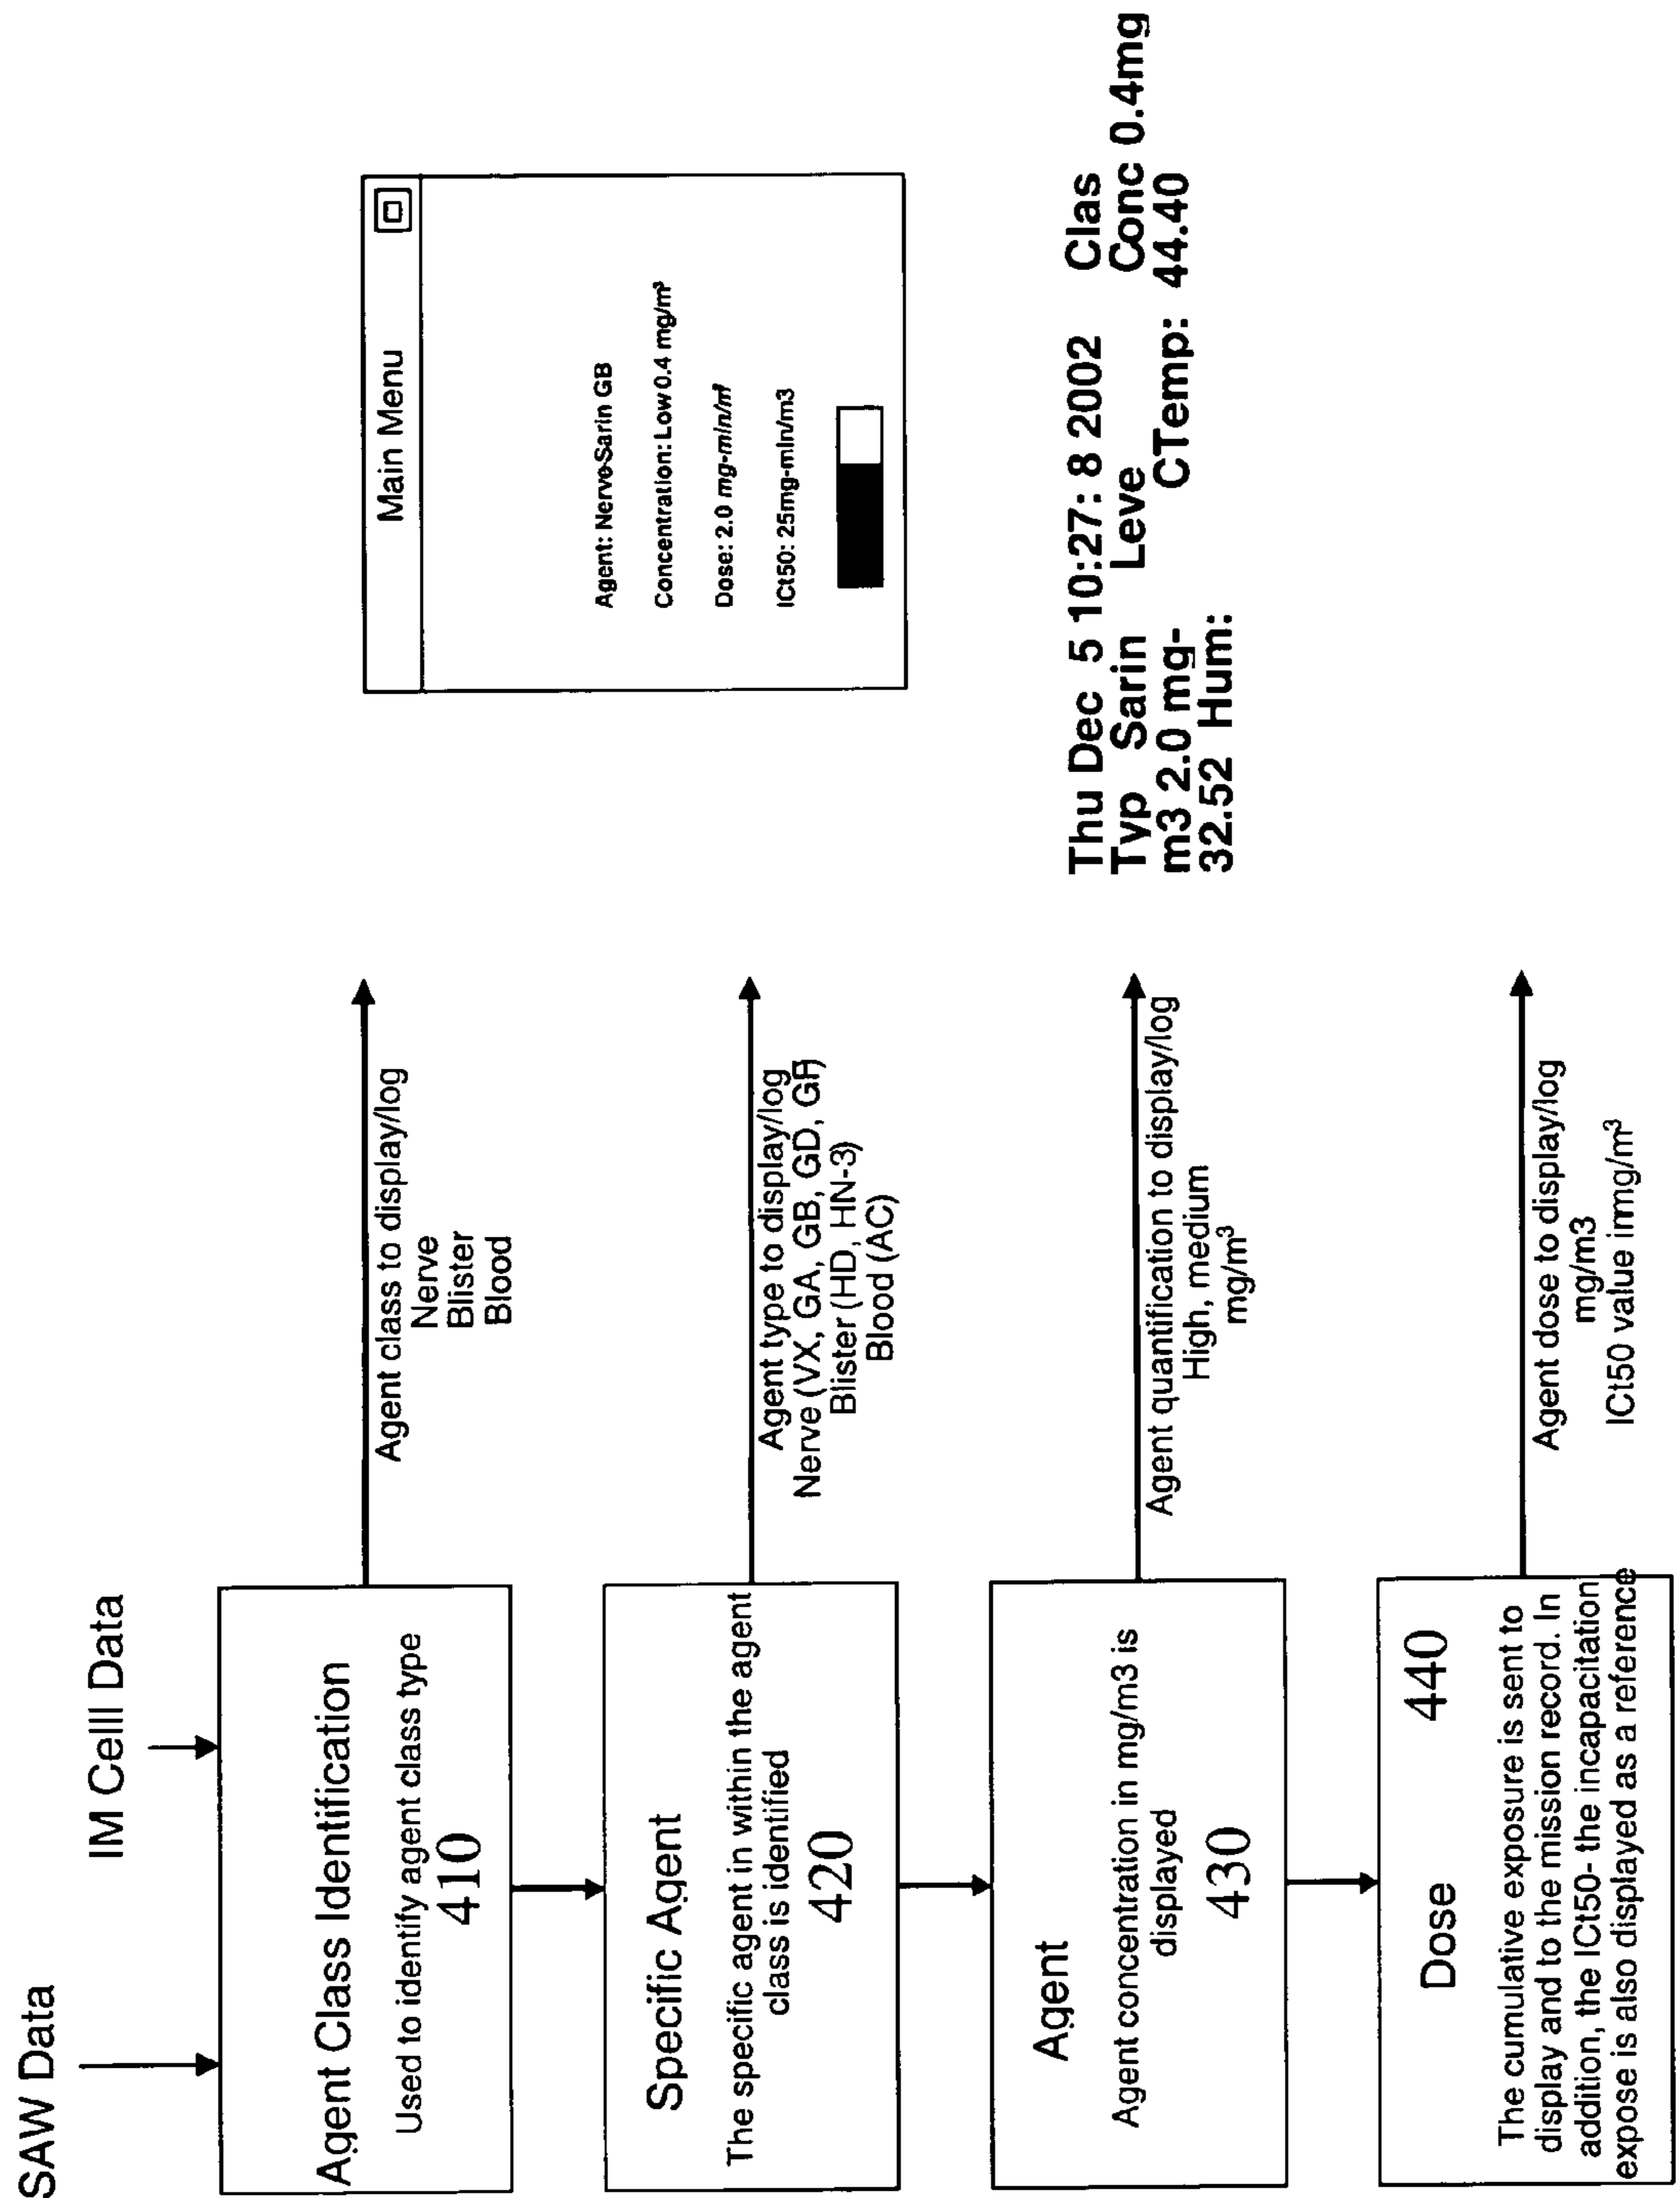 SAW Data
IM Celll Data
Agent Class Identification
Used to identify agent class type
410
Agent class to display/log
Nerve
Blister
Blood
Specific Agent
The specific agent in within the agent
class is identified
420
Agent type to display/log
Nerve (VX, GA, GB, GD, GF)
Blister (HD, HN-3)
Blood (AC)
Agent
Agent concentration in mg/m3 is
displayed
430
Agent quantification to display/log
High, medium
mg/m³
Dose 440
The cumulative exposure is sent to
display and to the mission record. In
addition, the ICt50- the incapacitation
expose is also displayed as a reference
Agent dose to display/log
mg/m3
ICt50 value inmg/m³
Main Menu
Agent: Nerve-Sarin GB
Concentration: Low 0.4 mg/m³
Dose: 2.0 mg-min/m³
ICt50: 25mg-min/m3
Thu Dec 5 10:27: 8 2002 Clas
Typ Sarin Leve Conc 0.4mg
m3 2.0 mg- CTemp: 44.40
32.52 Hum: